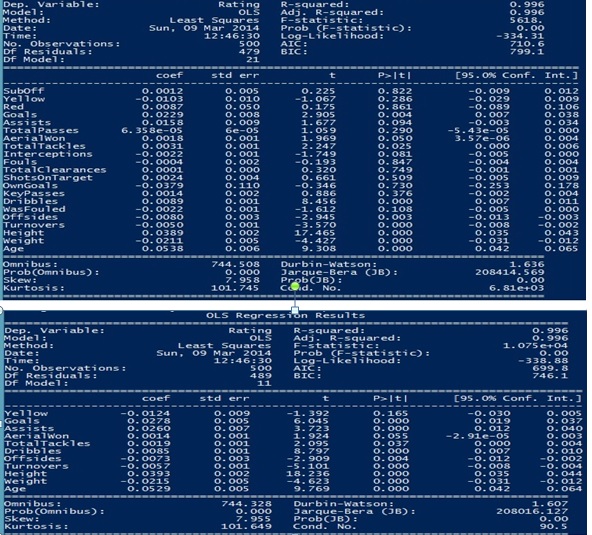 Dep. Variable: Rating R-squared: 0.996
Model: OLS Adj. R-squared: 0.996
Method: Least Squares F-statistic: 5618.
Date: Sun, 09 Mar 2014 Prob (F-statistic): 0.00
Time: 12:46:30 Log-Likelihood: -334.31
No. Observations: 500 AIC: 710.6
Df Residuals: 479 BIC: 799.1
Df Model: 21
coef std err t P>|t| [95.0% Conf. Int.]
SubOff 0.0012 0.005 0.225 0.822 -0.009 0.012
Yellow -0.0103 0.010 -1.067 0.286 -0.029 0.009
Red 0.0087 0.050 0.175 0.861 -0.089 0.106
Goals 0.0229 0.008 2.905 0.004 0.007 0.038
Assists 0.0158 0.009 1.677 0.094 -0.003 0.034
TotalPasses 6.358e-05 6e-05 1.059 0.290 -5.43e-05 0.000
AerialWon 0.0018 0.001 1.969 0.050 3.57e-06 0.004
TotalTackles 0.0031 0.001 2.247 0.025 0.000 0.006
Interceptions -0.0022 0.001 -1.749 0.081 -0.005 0.000
Fouls -0.0004 0.002 -0.193 0.847 -0.004 0.004
TotalClearances 0.0001 0.000 0.320 0.749 -0.001 0.001
ShotsOnTarget 0.0024 0.004 0.661 0.509 -0.005 0.009
OwnGoals -0.0379 0.110 -0.346 0.730 -0.253 0.178
KeyPasses 0.0014 0.002 0.886 0.376 -0.002 0.004
Dribbles 0.0089 0.001 8.456 0.000 0.007 0.011
WasFouled -0.0022 0.001 -1.612 0.108 -0.005 0.000
Offsides -0.0080 0.003 -2.945 0.003 -0.013 -0.003
Turnovers -0.0050 0.001 -3.570 0.000 -0.008 -0.002
Height 0.0389 0.002 17.465 0.000 0.035 0.043
Weight -0.0211 0.005 -4.427 0.000 -0.031 -0.012
Age 0.0538 0.006 9.308 0.000 0.042 0.065
Omnibus: 744.508 Durbin-Watson: 1.636
Prob(Omnibus): 0.000 Jarque-Bera (JB): 208414.569
Skew: 7.958 Prob(JB): 0.00
Kurtosis: 101.745 Cond. No. 6.81e+03
OLS Regression Results
Dep. Variable: Rating R-squared: 0.996
Model: OLS Adj. R-squared: 0.996
Method: Least Squares F-statistic: 1.075e+04
Date: Sun, 09 Mar 2014 Prob (F-statistic): 0.00
Time: 12:46:30 Log-Likelihood: -338.88
No. Observations: 500 AIC: 699.8
Df Residuals: 489 BIC: 746.1
Df Model: 11
coef std err t P>|t| [95.0% Conf. Int.]
Yellow -0.0124 0.009 -1.392 0.165 -0.030 0.005
Goals 0.0278 0.005 6.045 0.000 0.019 0.037
Assists 0.0260 0.007 3.723 0.000 0.012 0.040
AerialWon 0.0014 0.001 1.924 0.055 -2.91e-05 0.003
TotalTackles 0.0019 0.001 2.095 0.037 0.000 0.004
Dribbles 0.0085 0.001 8.797 0.000 0.007 0.010
Offsides -0.0073 0.003 -2.909 0.004 -0.012 -0.002
Turnovers -0.0057 0.001 -5.101 0.000 -0.008 -0.004
Height 0.0393 0.002 18.236 0.000 0.035 0.044
Weight -0.0215 0.005 -4.623 0.000 -0.031 -0.012
Age 0.0529 0.005 9.769 0.000 0.042 0.064
Omnibus: 744.328 Durbin-Watson: 1.607
Prob(Omnibus): 0.000 Jarque-Bera (JB): 208016.127
Skew: 7.955 Prob(JB): 0.00
Kurtosis: 101.649 Cond. No. 90.5